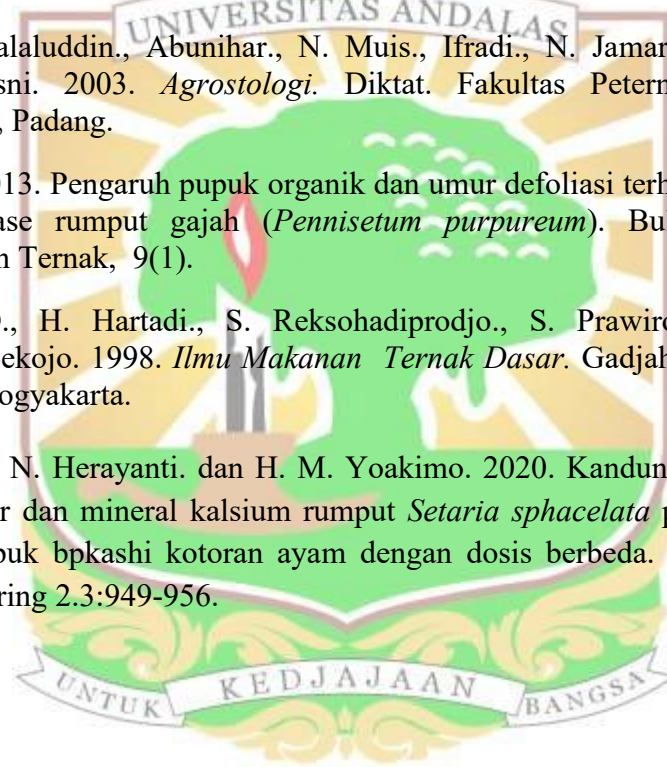 UNIVERSITAS ANDALAS
alaluddin., Abunihar., N. Muis., Ifradi., N. Jamar
sni. 2003. Agrostologi. Diktat. Fakultas Petern
, Padang.
13. Pengaruh pupuk organik dan umur defoliasi terh
ase rumput gajah (Pennisetum purpureum). Bu
n Ternak, 9(1).
., H. Hartadi., S. Reksohadiprodjo., S. Prawiro
ekojo. 1998. Ilmu Makanan Ternak Dasar. Gadjah
ogyakarta.
N. Herayanti. dan H. M. Yoakimo. 2020. Kandun
r dan mineral kalsium rumput Setaria sphacelata p
puk bpkashi kotoran ayam dengan dosis berbeda.
ring 2.3:949-956.
UNTUK KEDJAJAAN BANGSA